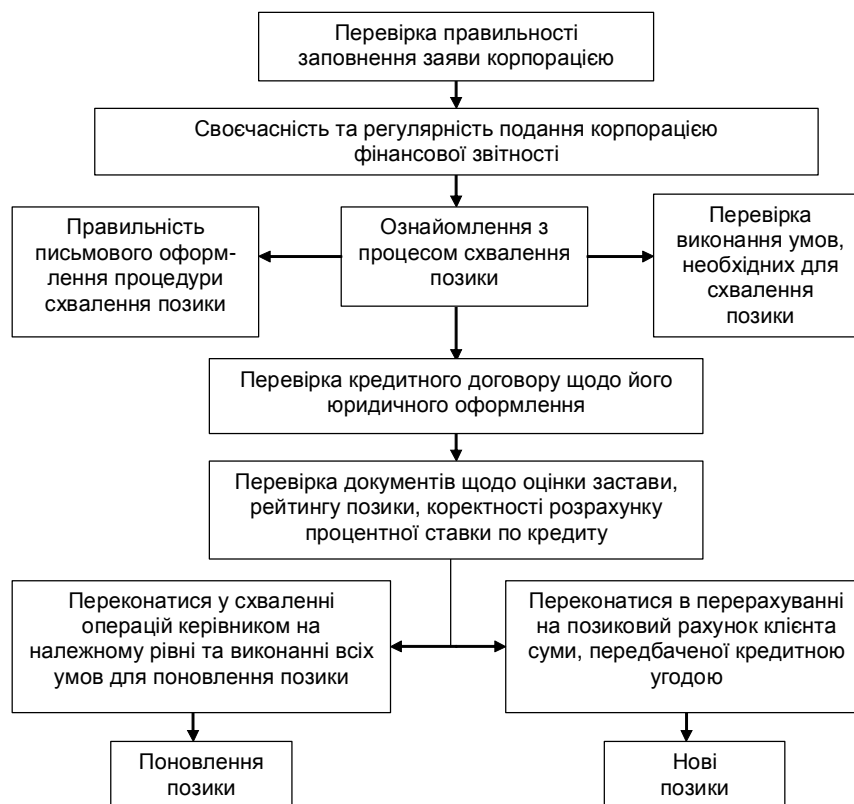 Перевірка правильності
заповнення заяви корпорацією
Своєчасність та регулярність подання корпорацією
фінансової звітності
Правильність
письмового оформ-
лення процедури
схвалення позики
Ознайомлення з
процесом схвалення
позики
Перевірка
виконання умов,
необхідних для
схвалення
позики
Перевірка кредитного договору щодо його
юридичного оформлення
Перевірка документів щодо оцінки застави,
рейтингу позики, коректності розрахунку
процентної ставки по кредиту
Переконатися у схваленні
операцій керівником на
належному рівні та виконанні всіх
умов для поновлення позики
Переконатися в перерахуванні
на позиковий рахунок клієнта
суми, передбаченої кредитною
угодою
Поновлення
позики
Нові
позики